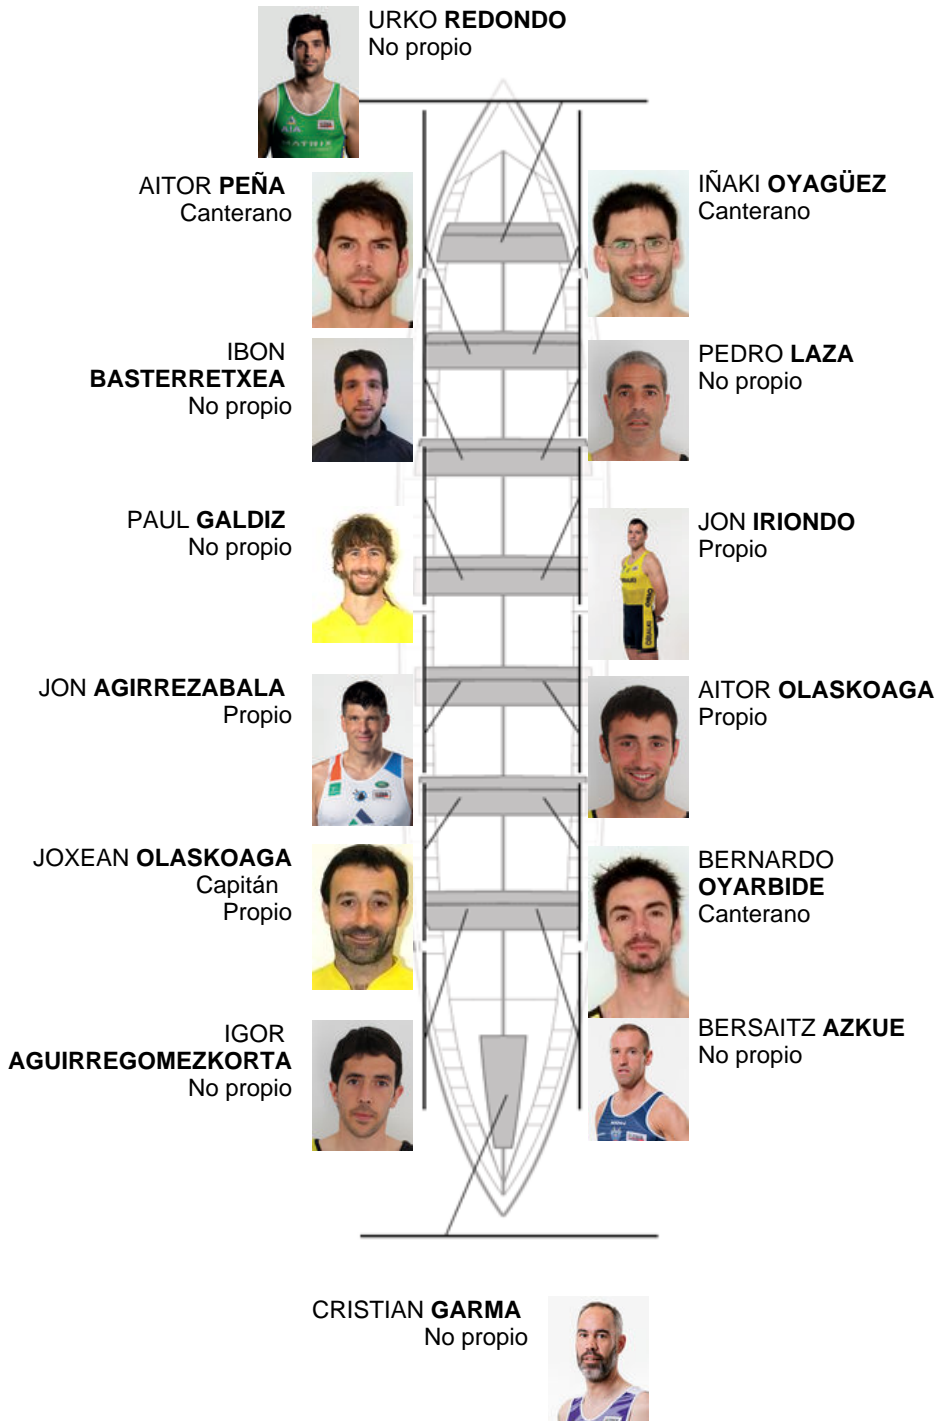 URKO REDONDO
No propio
AITOR PEÑA
Canterano
IÑAKI OYAGÜEZ
Canterano
IBON
BASTERRETXEA
No propio
PEDRO LAZA
No propio
PAUL GALDIZ
No propio
JON IRIONDO
Propio
JON AGIRREZABALA
Propio
AITOR OLASKOAGA
Propio
JOXEAN OLASKOAGA
Capitán
Propio
BERNARDO
OYARBIDE
Canterano
IGOR
AGUIRREGOMEZKORTA
No propio
BERSAITZ AZKUE
No propio
CRISTIAN GARMA
No propio